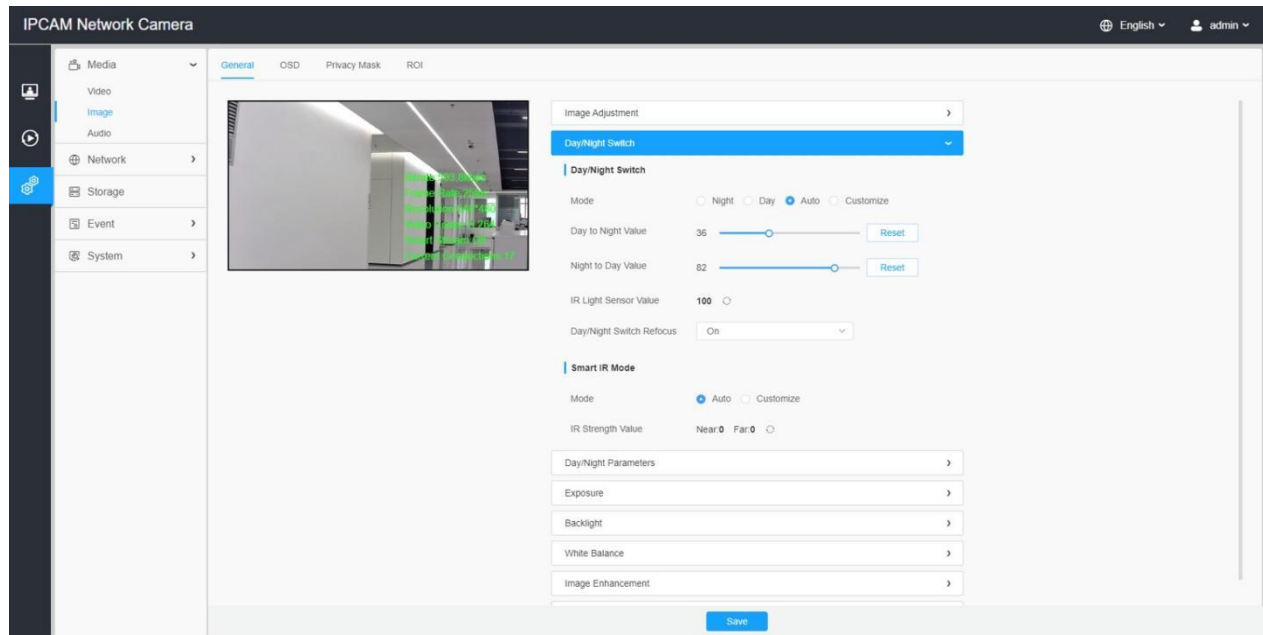 IPCAM Network Camera
English
admin
Media
Video
Image
Audio
Network
Storage
Event
System
General OSD Privacy Mask ROI
Image Adjustment
Day/Night Switch
Day/Night Switch
Mode Night Day Auto Customize
Day to Night Value 36 Reset
Night to Day Value 82 Reset
IR Light Sensor Value 100
Day/Night Switch Refocus On
Smart IR Mode
Mode Auto Customize
IR Strength Value Near:0 Far:0
Day/Night Parameters
Exposure
Backlight
White Balance
Image Enhancement
Save